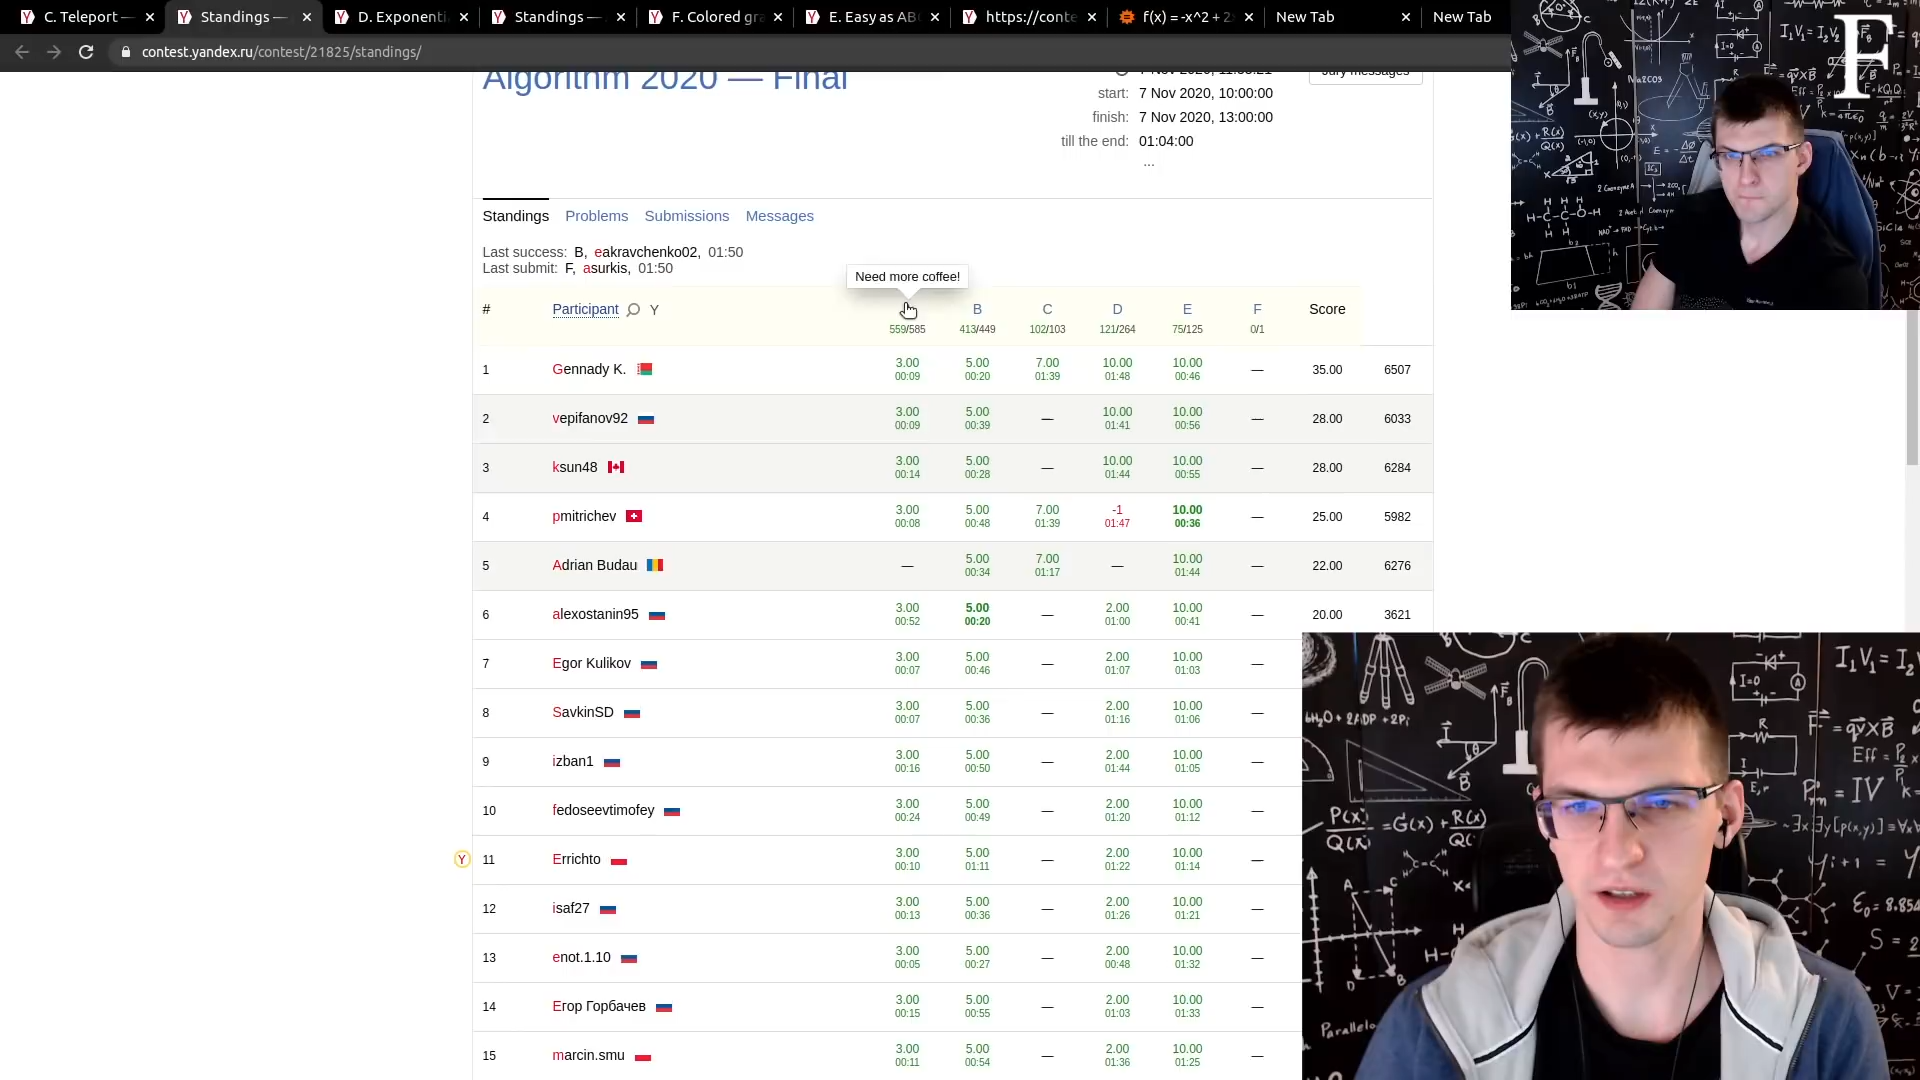 C. Teleport —
Standings —
D. Exponenti
Standings —
F. Colored gra
E. Easy as ABC
https://conte
f(x) = -x^2 + 2
New Tab
New Tab
contest.yandex.ru/contest/21825/standings/
Algorithm 2020 — Final
start: 7 Nov 2020, 10:00:00
finish: 7 Nov 2020, 13:00:00
till the end: 01:04:00
...
Standings Problems Submissions Messages
Last success: B, eakravchenko02, 01:50
Last submit: F, asurkis, 01:50
Need more coffee!
# Participant Y B C D E F Score
559/585 413/449 102/103 121/264 75/125 0/1
1 Gennady K. 3.00 5.00 7.00 10.00 10.00 — 35.00 6507
00:09 00:20 01:39 01:48 00:46
2 vepifanov92 3.00 5.00 — 10.00 10.00 — 28.00 6033
00:09 00:39 01:41 00:56
3 ksun48 3.00 5.00 — 10.00 10.00 — 28.00 6284
00:14 00:28 01:44 00:55
4 pmitrichev 3.00 5.00 7.00 -1 10.00 — 25.00 5982
00:08 00:48 01:39 01:47 00:36
5 Adrian Budau — 5.00 7.00 — 10.00 — 22.00 6276
00:34 01:17 01:44
6 alexostanin95 3.00 5.00 — 2.00 10.00 — 20.00 3621
00:52 00:20 01:00 00:41
7 Egor Kulikov 3.00 5.00 — 2.00 10.00 —
00:07 00:46 01:07 01:03
8 SavkinSD 3.00 5.00 — 2.00 10.00 —
00:07 00:36 01:16 01:06
9 izban1 3.00 5.00 — 2.00 10.00 —
00:16 00:50 01:44 01:05
10 fedoseevtimofey 3.00 5.00 — 2.00 10.00 —
00:24 00:49 01:20 01:12
Y 11 Errichto 3.00 5.00 — 2.00 10.00 —
00:10 01:11 01:22 01:14
12 isaf27 3.00 5.00 — 2.00 10.00 —
00:13 00:36 01:26 01:21
13 enot.1.10 3.00 5.00 — 2.00 10.00 —
00:05 00:27 00:48 01:32
14 Егор Горбачев 3.00 5.00 — 2.00 10.00 —
00:15 00:55 01:03 01:33
15 marcin.smu 3.00 5.00 — 2.00 10.00 —
00:11 00:54 01:36 01:25
F